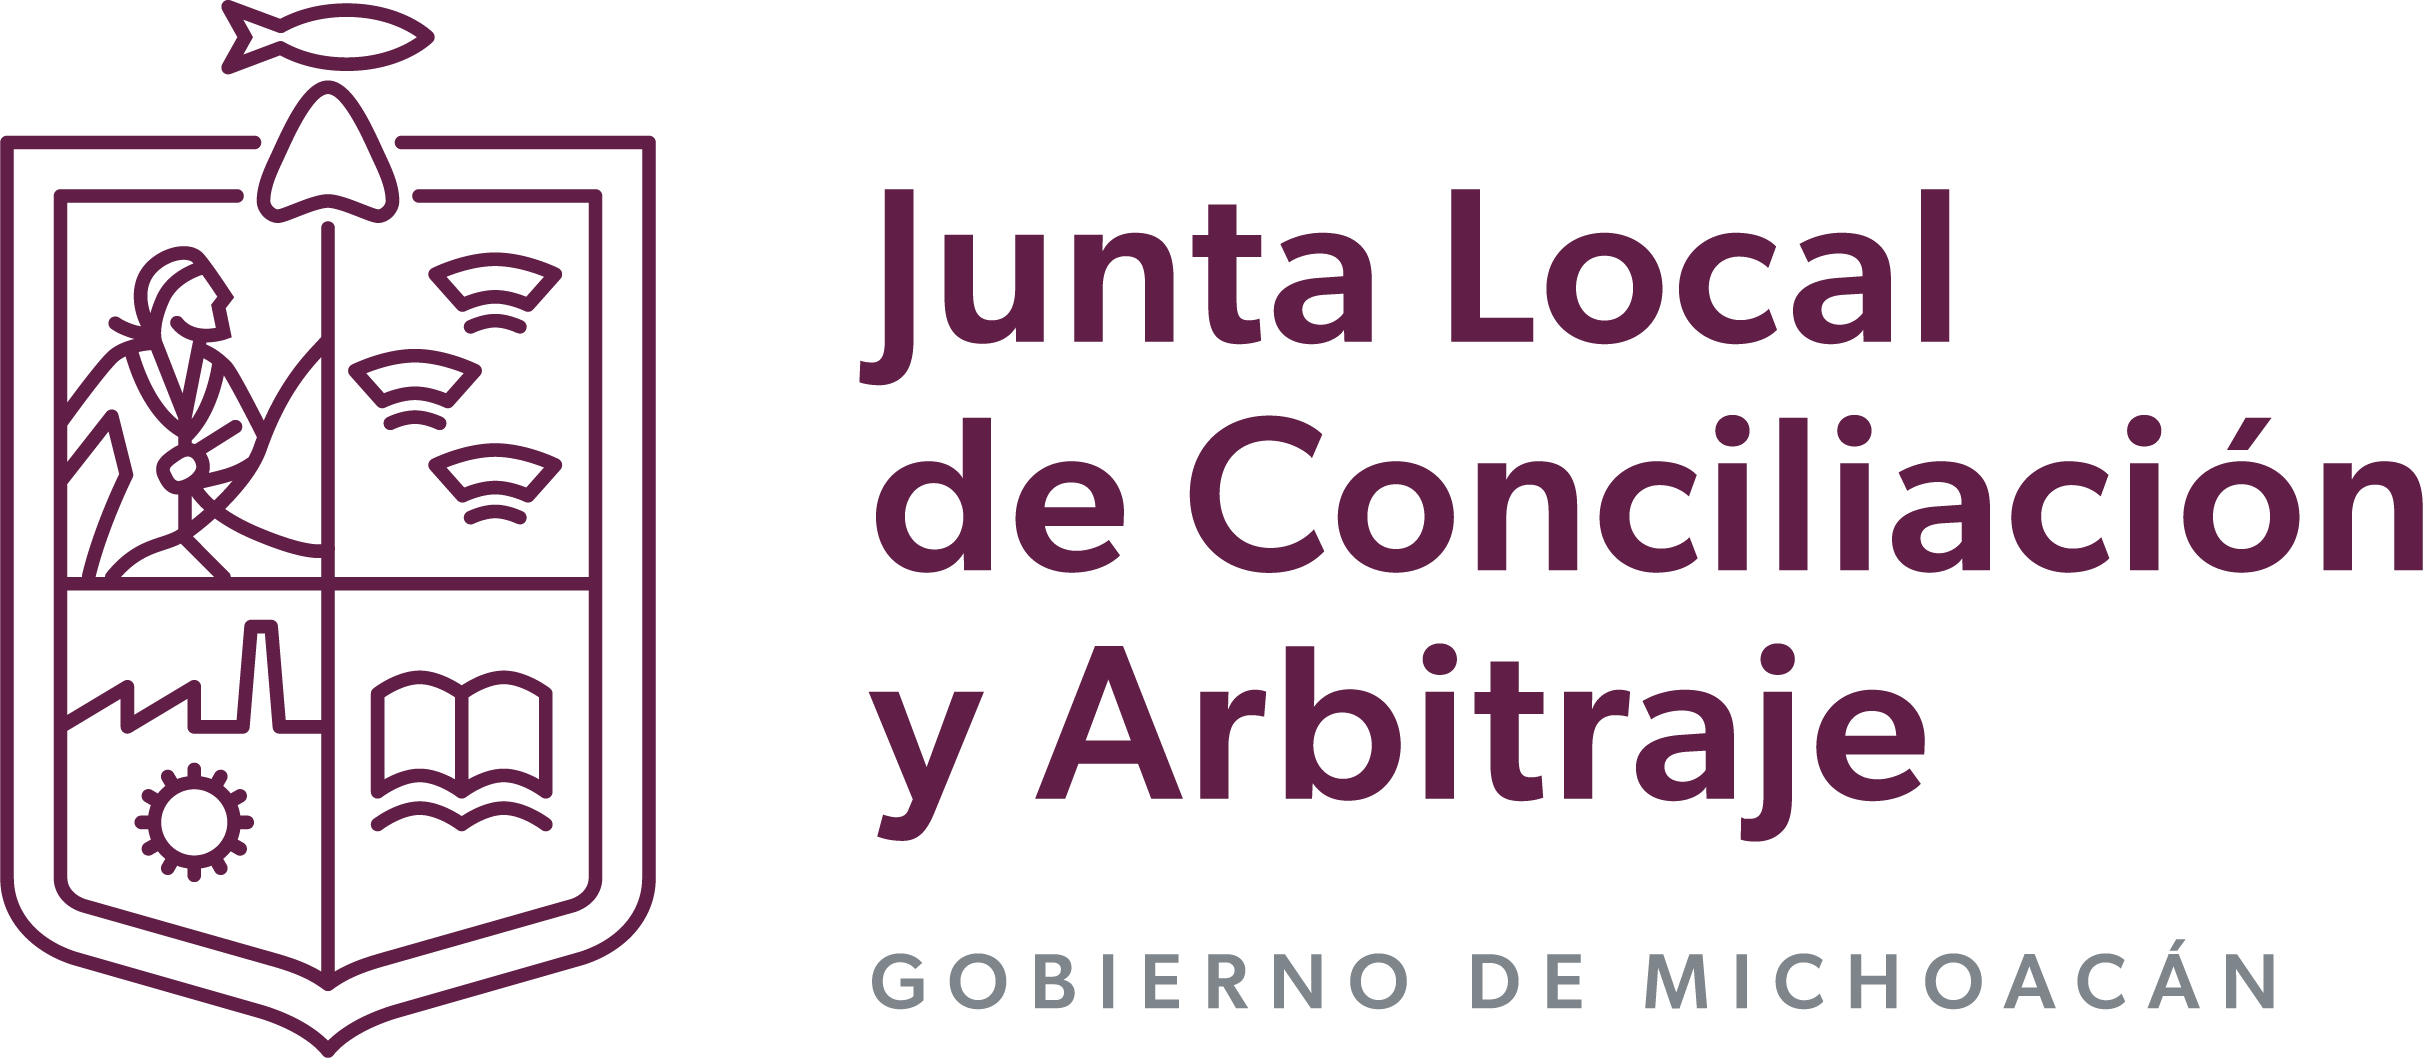 Junta Local
de Conciliación
y Arbitraje
GOBIERNO DE MICHOACÁN